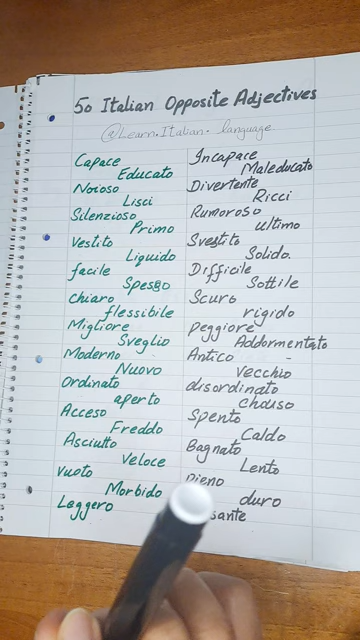 50 Italian Opposite Adjectives
@Learn.Italian.language
Capace Incapace
Educato Maleducato
Noioso Divertente
Lisci Ricci
Silenzioso Rumoroso
Primo ultimo
Vestito Svestito
Liquido Solido.
facile Difficile
Spesso Sottile
Chiaro Scuro
flessibile rigido
Migliore peggiore
Sveglio Addormentato
Moderno Antico
Nuovo Vecchio
Ordinato disordinato
aperto Chiuso
Acceso Spento
Freddo Caldo
Asciutto Bagnato
Veloce Lento
Vuoto Pieno
Morbido duro
Leggero sante